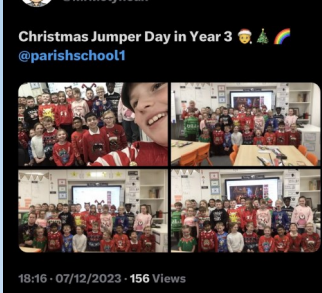 Christmas Jumper Day in Year 3 🧑‍🎄🎄🌈
@parishschool1
18:16 · 07/12/2023 · 156 Views